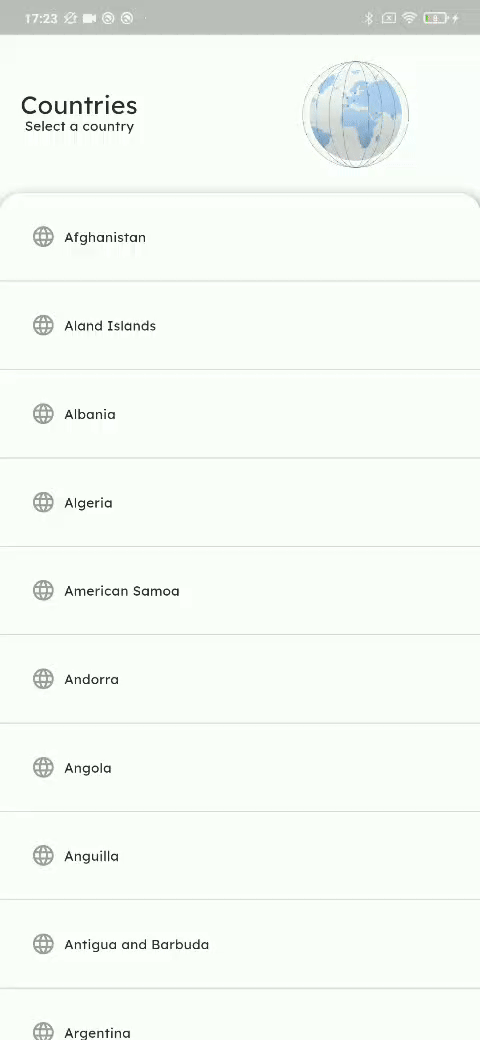 17:23
8
Countries
Select a country
Afghanistan
Aland Islands
Albania
Algeria
American Samoa
Andorra
Angola
Anguilla
Antigua and Barbuda
Argentina